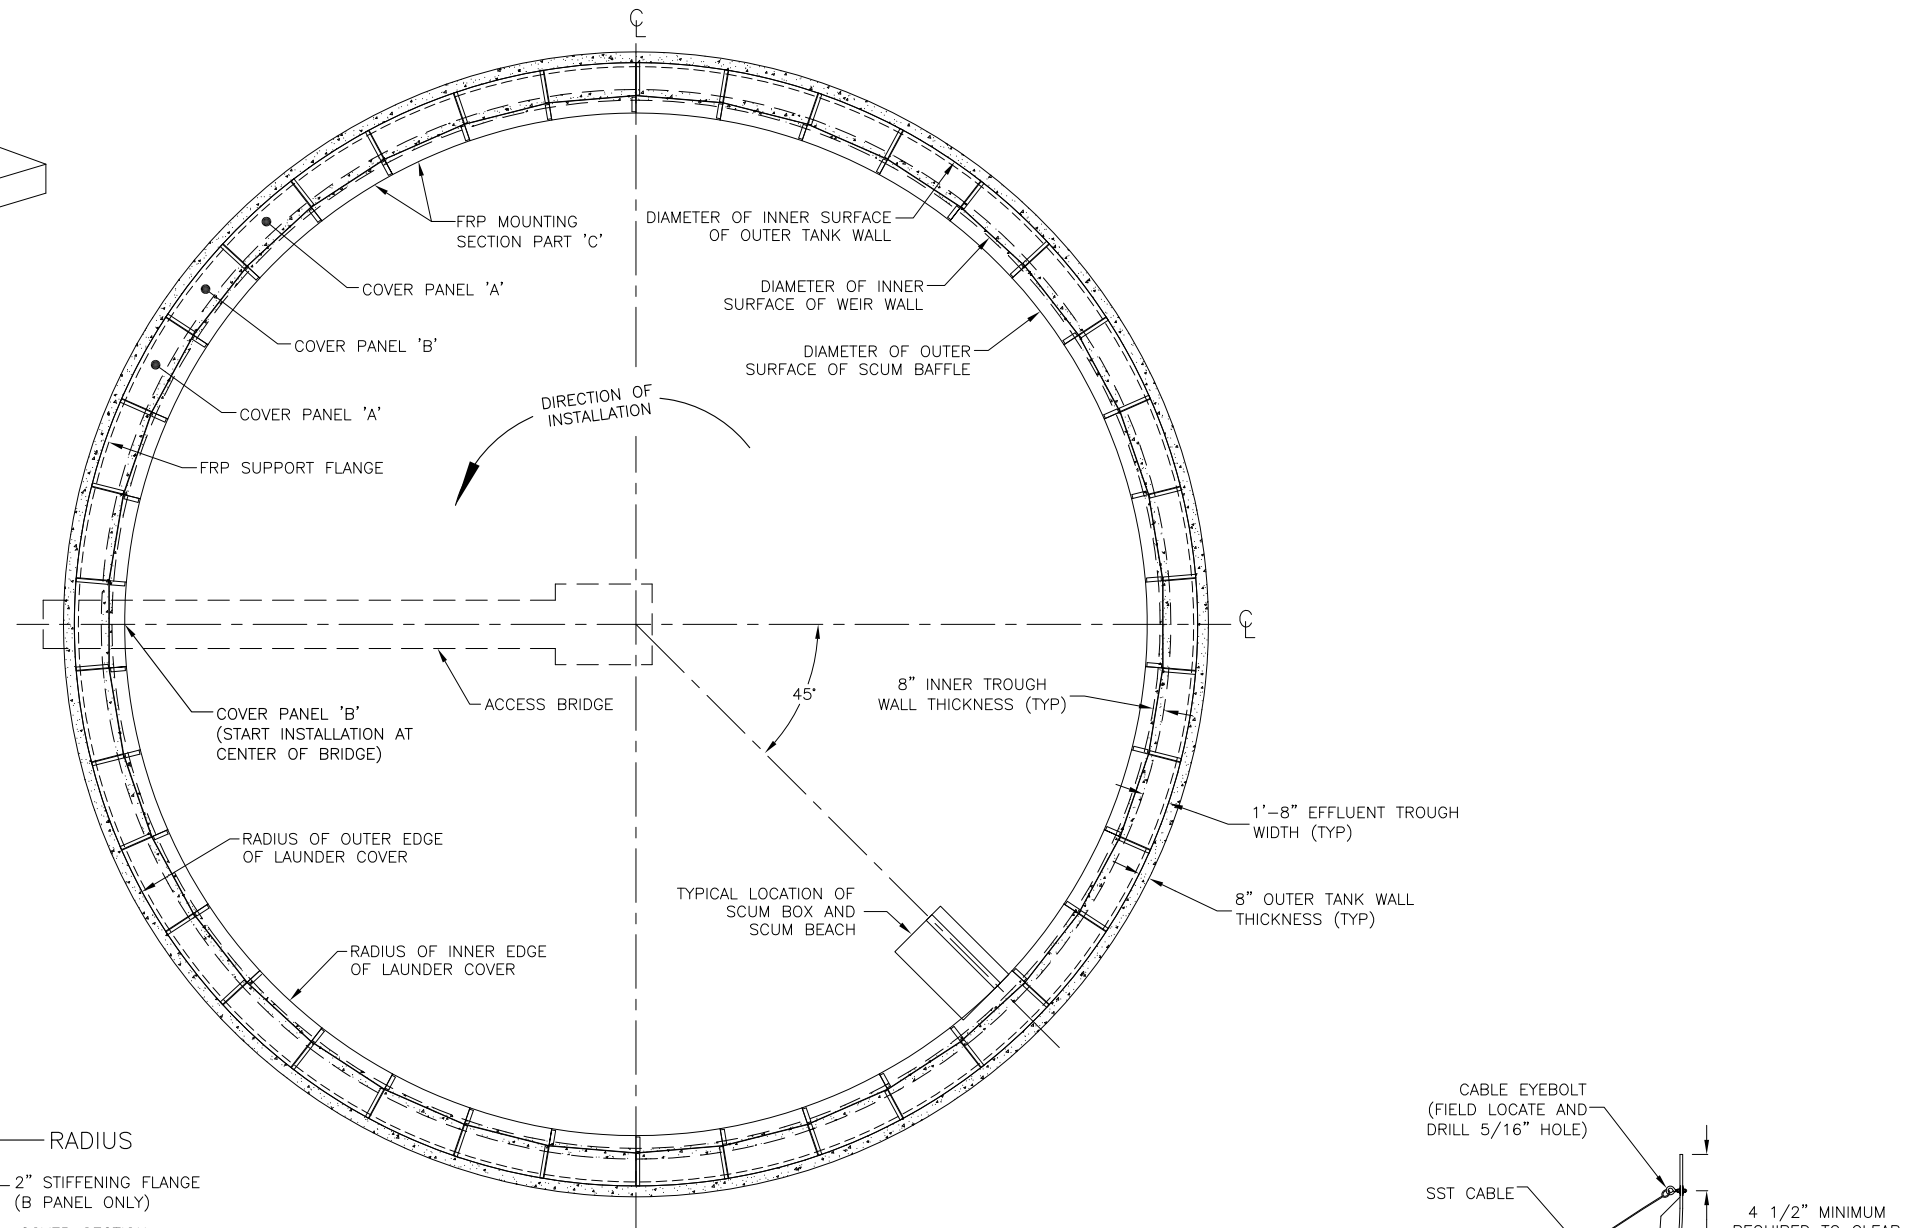 ℄
FRP MOUNTING
SECTION PART 'C'
DIAMETER OF INNER SURFACE
OF OUTER TANK WALL
COVER PANEL 'A'
DIAMETER OF INNER
SURFACE OF WEIR WALL
COVER PANEL 'B'
DIAMETER OF OUTER
SURFACE OF SCUM BAFFLE
COVER PANEL 'A'
DIRECTION OF
INSTALLATION
FRP SUPPORT FLANGE
℄
45°
8" INNER TROUGH
WALL THICKNESS (TYP)
ACCESS BRIDGE
COVER PANEL 'B'
(START INSTALLATION AT
CENTER OF BRIDGE)
1'-8" EFFLUENT TROUGH
WIDTH (TYP)
RADIUS OF OUTER EDGE
OF LAUNDER COVER
TYPICAL LOCATION OF
SCUM BOX AND
SCUM BEACH
8" OUTER TANK WALL
THICKNESS (TYP)
RADIUS OF INNER EDGE
OF LAUNDER COVER
CABLE EYEBOLT
(FIELD LOCATE AND
DRILL 5/16" HOLE)
RADIUS
2" STIFFENING FLANGE
(B PANEL ONLY)
SST CABLE
4 1/2" MINIMUM
REQUIRED TO CLEAR